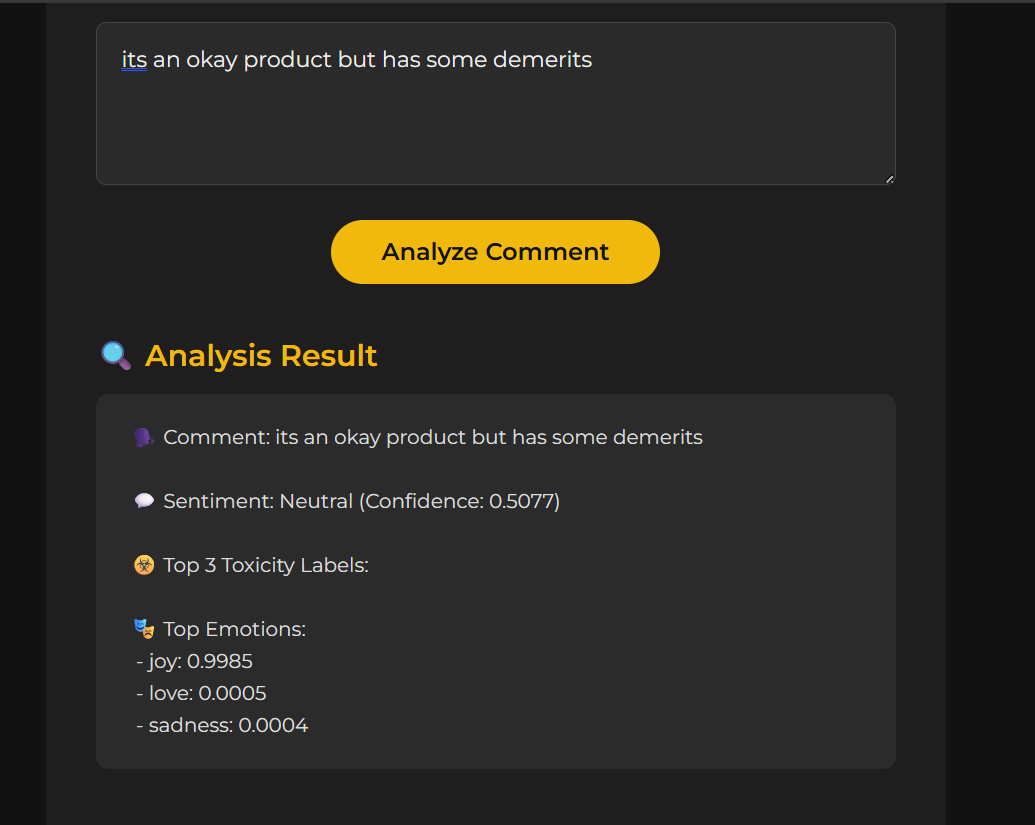 its an okay product but has some demerits
Analyze Comment
🔍 Analysis Result
Comment: its an okay product but has some demerits
💬 Sentiment: Neutral (Confidence: 0.5077)
☣ Top 3 Toxicity Labels:
🎭 Top Emotions:
- joy: 0.9985
- love: 0.0005
- sadness: 0.0004